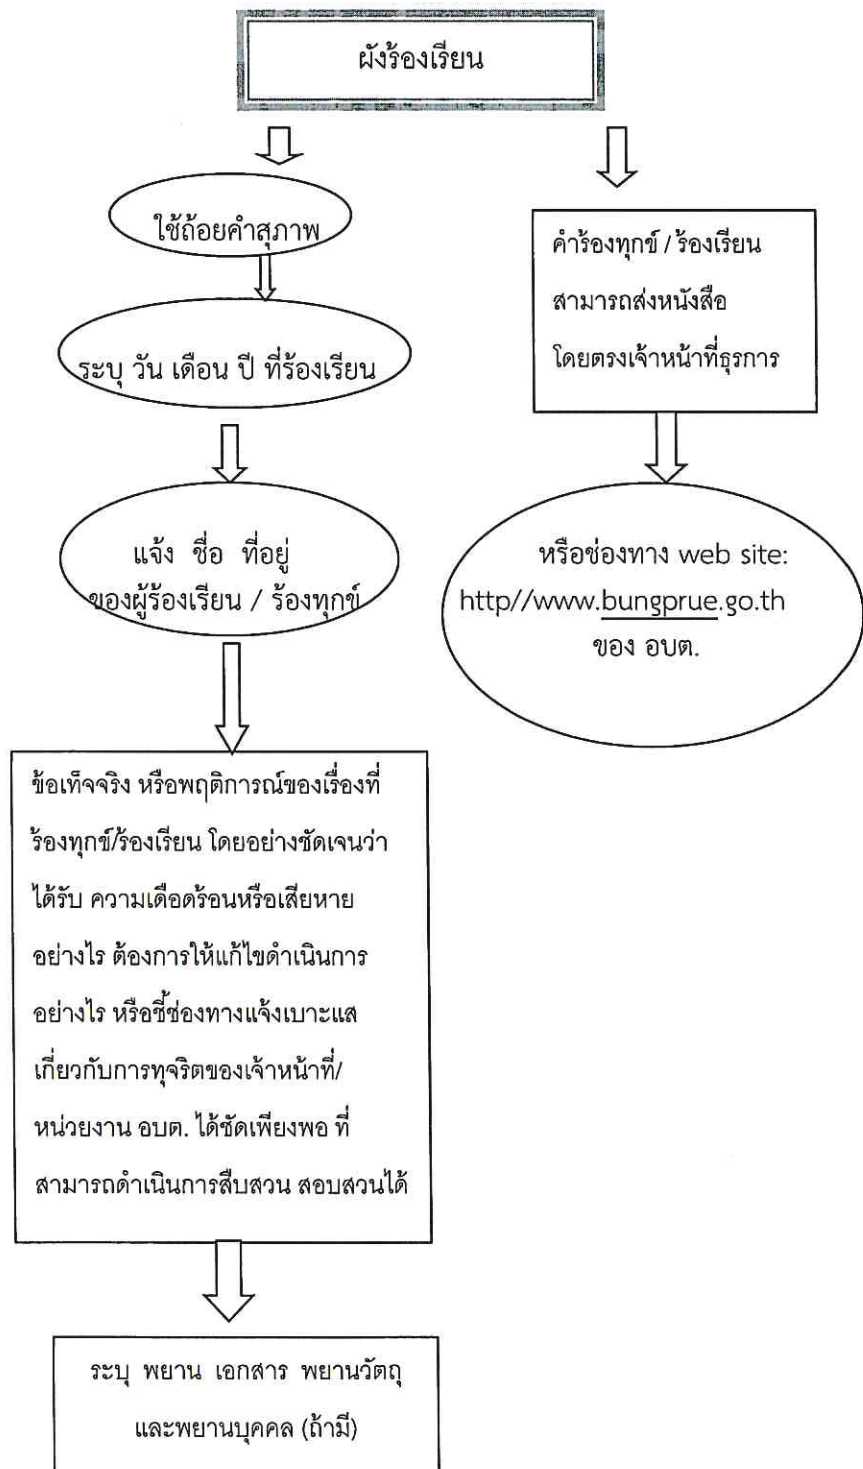 ผังร้องเรียน
ใช้ถ้อยคำสุภาพ
ระบุ วัน เดือน ปี ที่ร้องเรียน
แจ้ง ชื่อ ที่อยู่
ของผู้ร้องเรียน / ร้องทุกข์
ข้อเท็จจริง หรือพฤติการณ์ของเรื่องที่
ร้องทุกข์/ร้องเรียน โดยอย่างชัดเจนว่า
ได้รับ ความเดือดร้อนหรือเสียหาย
อย่างไร ต้องการให้แก้ไขดำเนินการ
อย่างไร หรือชี้ช่องทางแจ้งเบาะแส
เกี่ยวกับการทุจริตของเจ้าหน้าที่/
หน่วยงาน อบต. ได้ชัดเพียงพอ ที่
สามารถดำเนินการสืบสวน สอบสวนได้
ระบุ พยาน เอกสาร พยานวัตถุ
และพยานบุคคล (ถ้ามี)
คำร้องทุกข์ / ร้องเรียน
สามารถส่งหนังสือ
โดยตรงเจ้าหน้าที่ธุรการ
หรือช่องทาง web site:
http//www.bungprue.go.th
ของ อบต.